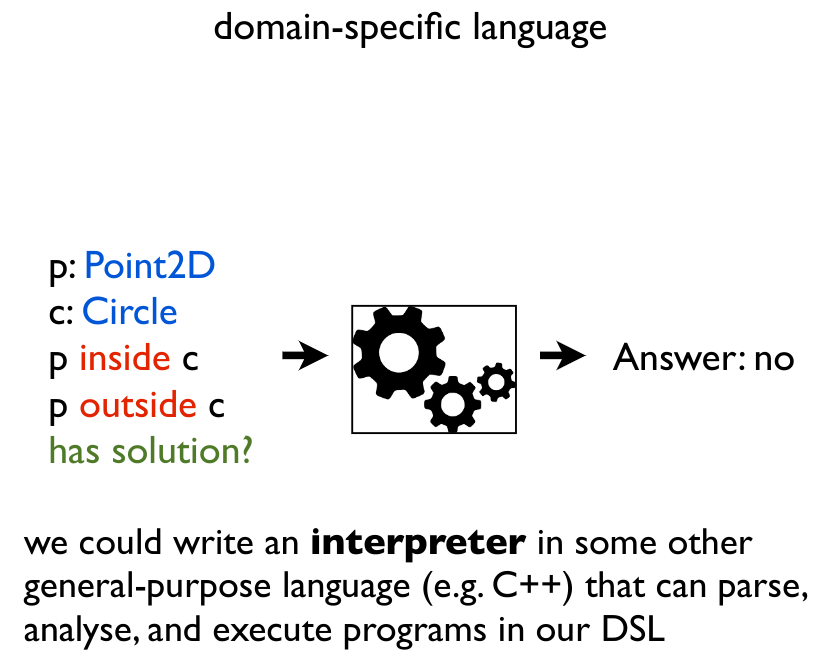 domain-specific language
p: Point2D
c: Circle
p inside c
p outside c
has solution?
Answer: no
we could write an interpreter in some other
general-purpose language (e.g. C++) that can parse,
analyse, and execute programs in our DSL